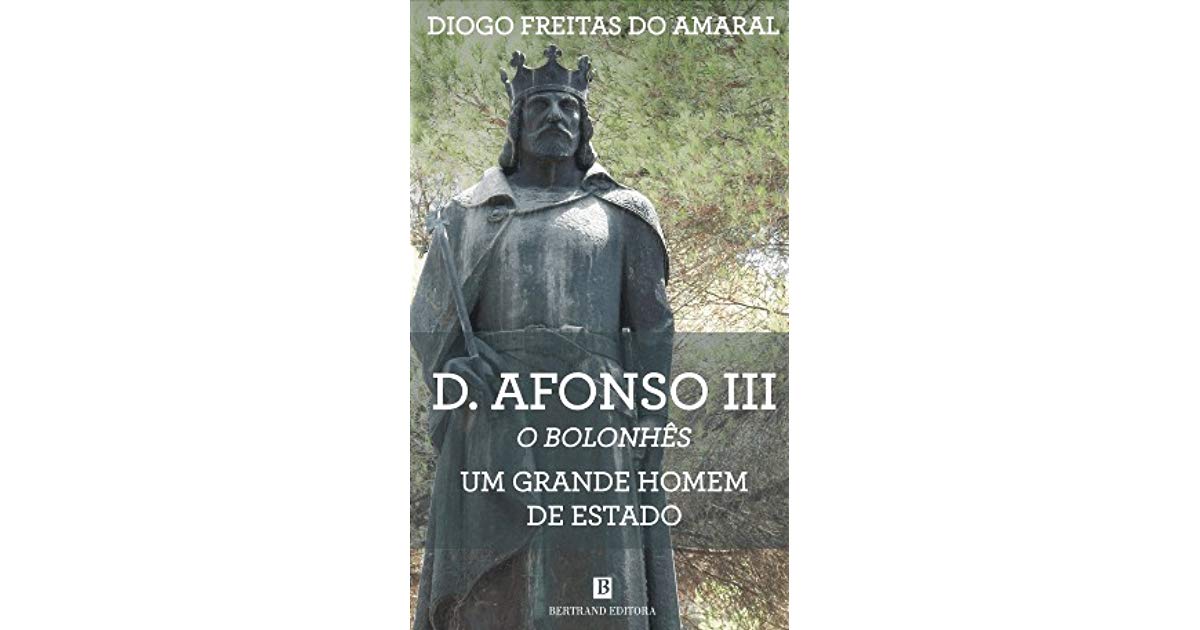 DIOGO FREITAS DO AMARAL
D. AFONSO III
O BOLONHÊS
UM GRANDE HOMEM
DE ESTADO
B
BERTRAND EDITORA